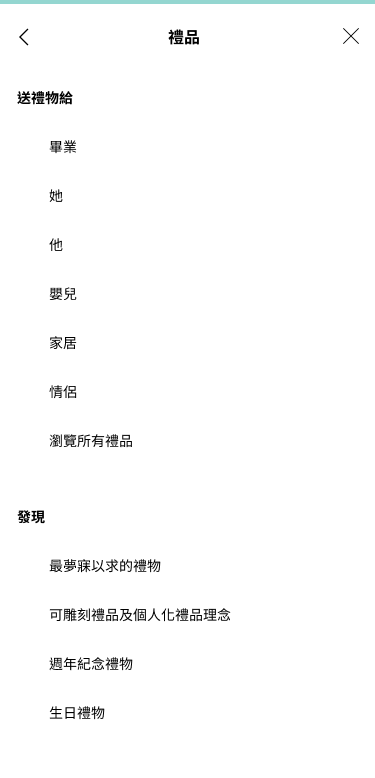 禮品
送禮物給
畢業
她
他
嬰兒
家居
情侶
瀏覽所有禮品
發現
最夢寐以求的禮物
可雕刻禮品及個人化禮品理念
週年紀念禮物
生日禮物